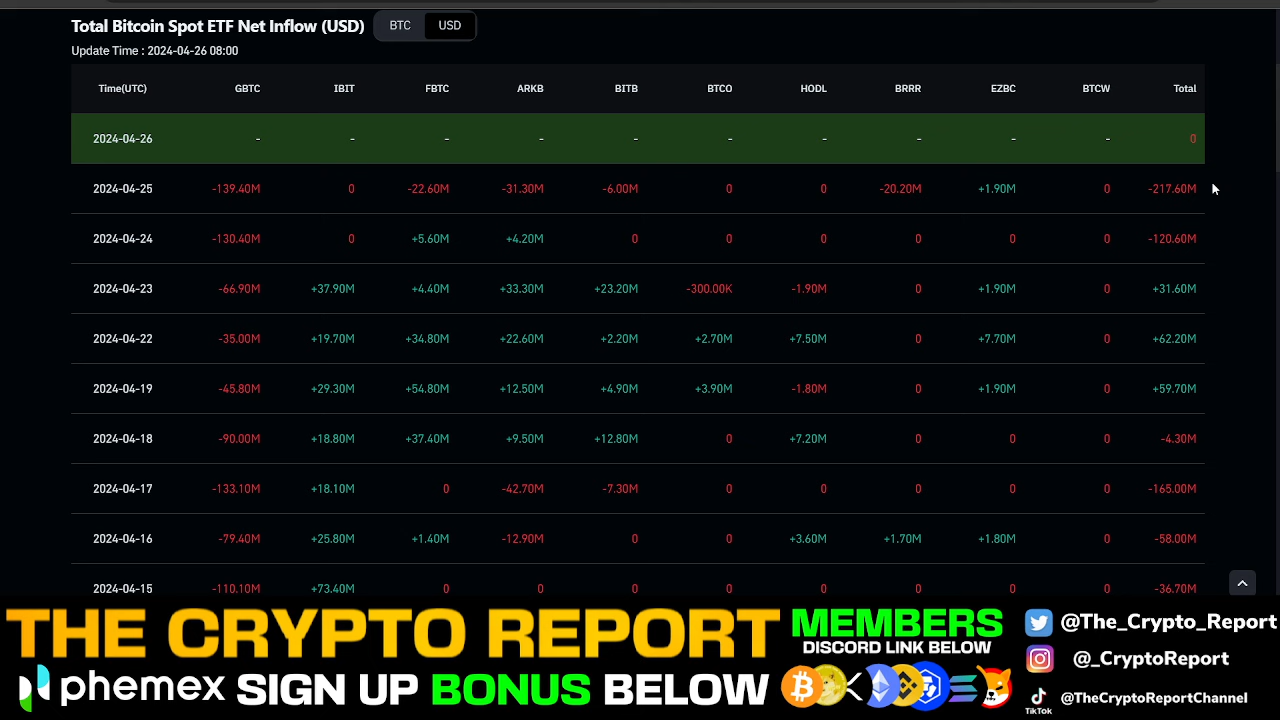 Total Bitcoin Spot ETF Net Inflow (USD) BTC USD
Update Time : 2024-04-26 08:00
Time(UTC) GBTC IBIT FBTC ARKB BITB BTCO HODL BRRR EZBC BTCW Total
2024-04-26 - - - - - - - - - - 0
2024-04-25 -139.40M 0 -22.60M -31.30M -6.00M 0 0 -20.20M +1.90M 0 -217.60M
2024-04-24 -130.40M 0 +5.60M +4.20M 0 0 0 0 0 0 -120.60M
2024-04-23 -66.90M +37.90M +4.40M +33.30M +23.20M -300.00K -1.90M 0 +1.90M 0 +31.60M
2024-04-22 -35.00M +19.70M +34.80M +22.60M +2.20M +2.70M +7.50M 0 +7.70M 0 +62.20M
2024-04-19 -45.80M +29.30M +54.80M +12.50M +4.90M +3.90M -1.80M 0 +1.90M 0 +59.70M
2024-04-18 -90.00M +18.80M +37.40M +9.50M +12.80M 0 +7.20M 0 0 0 -4.30M
2024-04-17 -133.10M +18.10M 0 -42.70M -7.30M 0 0 0 0 0 -165.00M
2024-04-16 -79.40M +25.80M +1.40M -12.90M 0 0 +3.60M +1.70M +1.80M 0 -58.00M
2024-04-15 -110.10M +73.40M 0 0 0 0 0 0 0 0 -36.70M
THE CRYPTO REPORT
phemex SIGN UP BONUS BELOW
MEMBERS
DISCORD LINK BELOW
@The_Crypto_Report
@_CryptoReport
TikTok @TheCryptoReportChannel